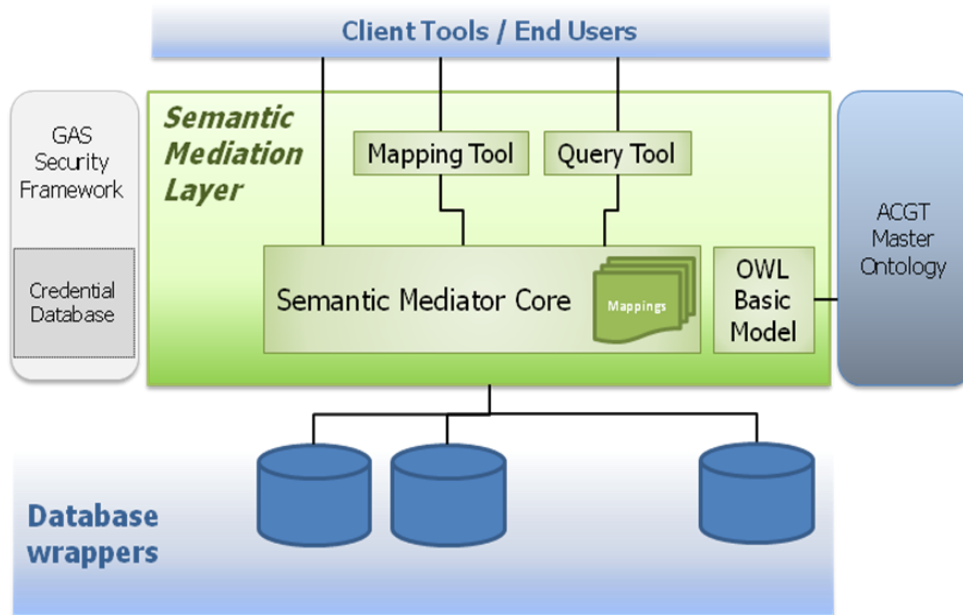 Client Tools / End Users
GAS
Security
Framework
Credential
Database
Semantic
Mediation
Layer
Mapping Tool
Query Tool
Semantic Mediator Core
Mappings
OWL
Basic
Model
ACGT
Master
Ontology
Database
wrappers